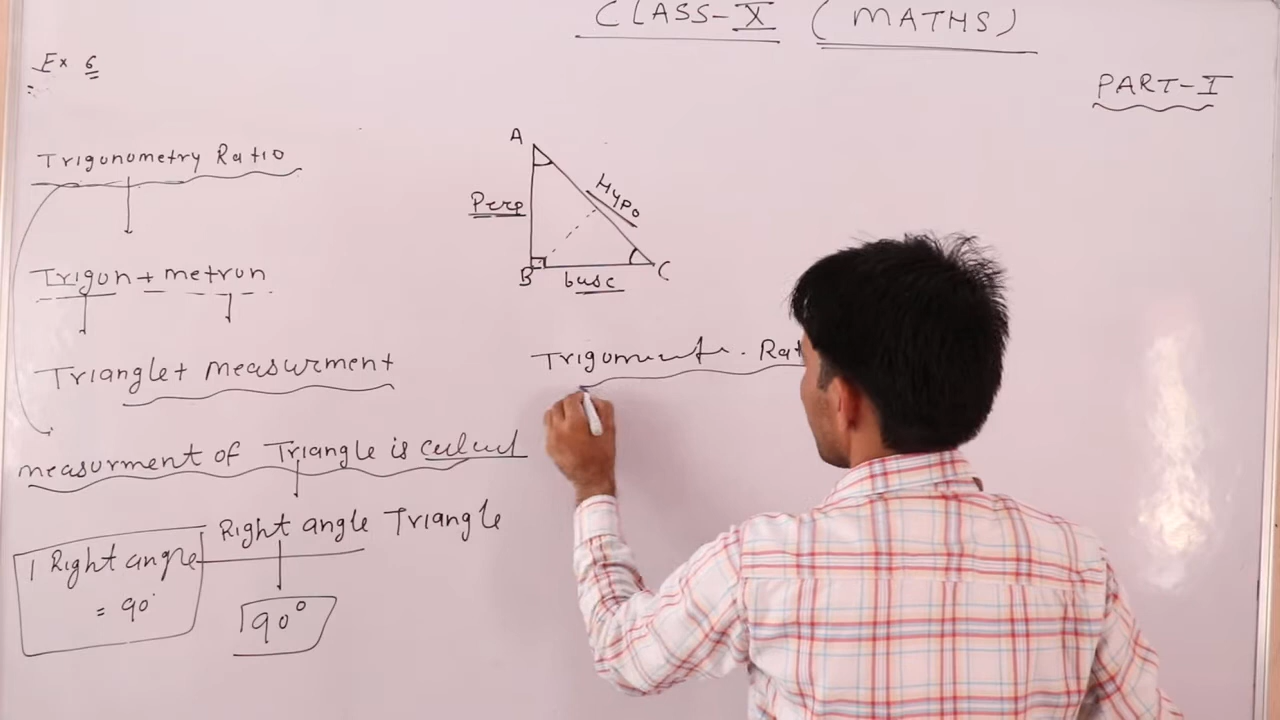 CLASS-X (MATHS)
Ex 6
PART-I
Trigonometry Ratio
Trigon + metron
Triangle + measurment
measurment of Triangle is
Right angle Triangle
1 Right angle
= 90°
90°
A
Perp
Hypo
B
base
C